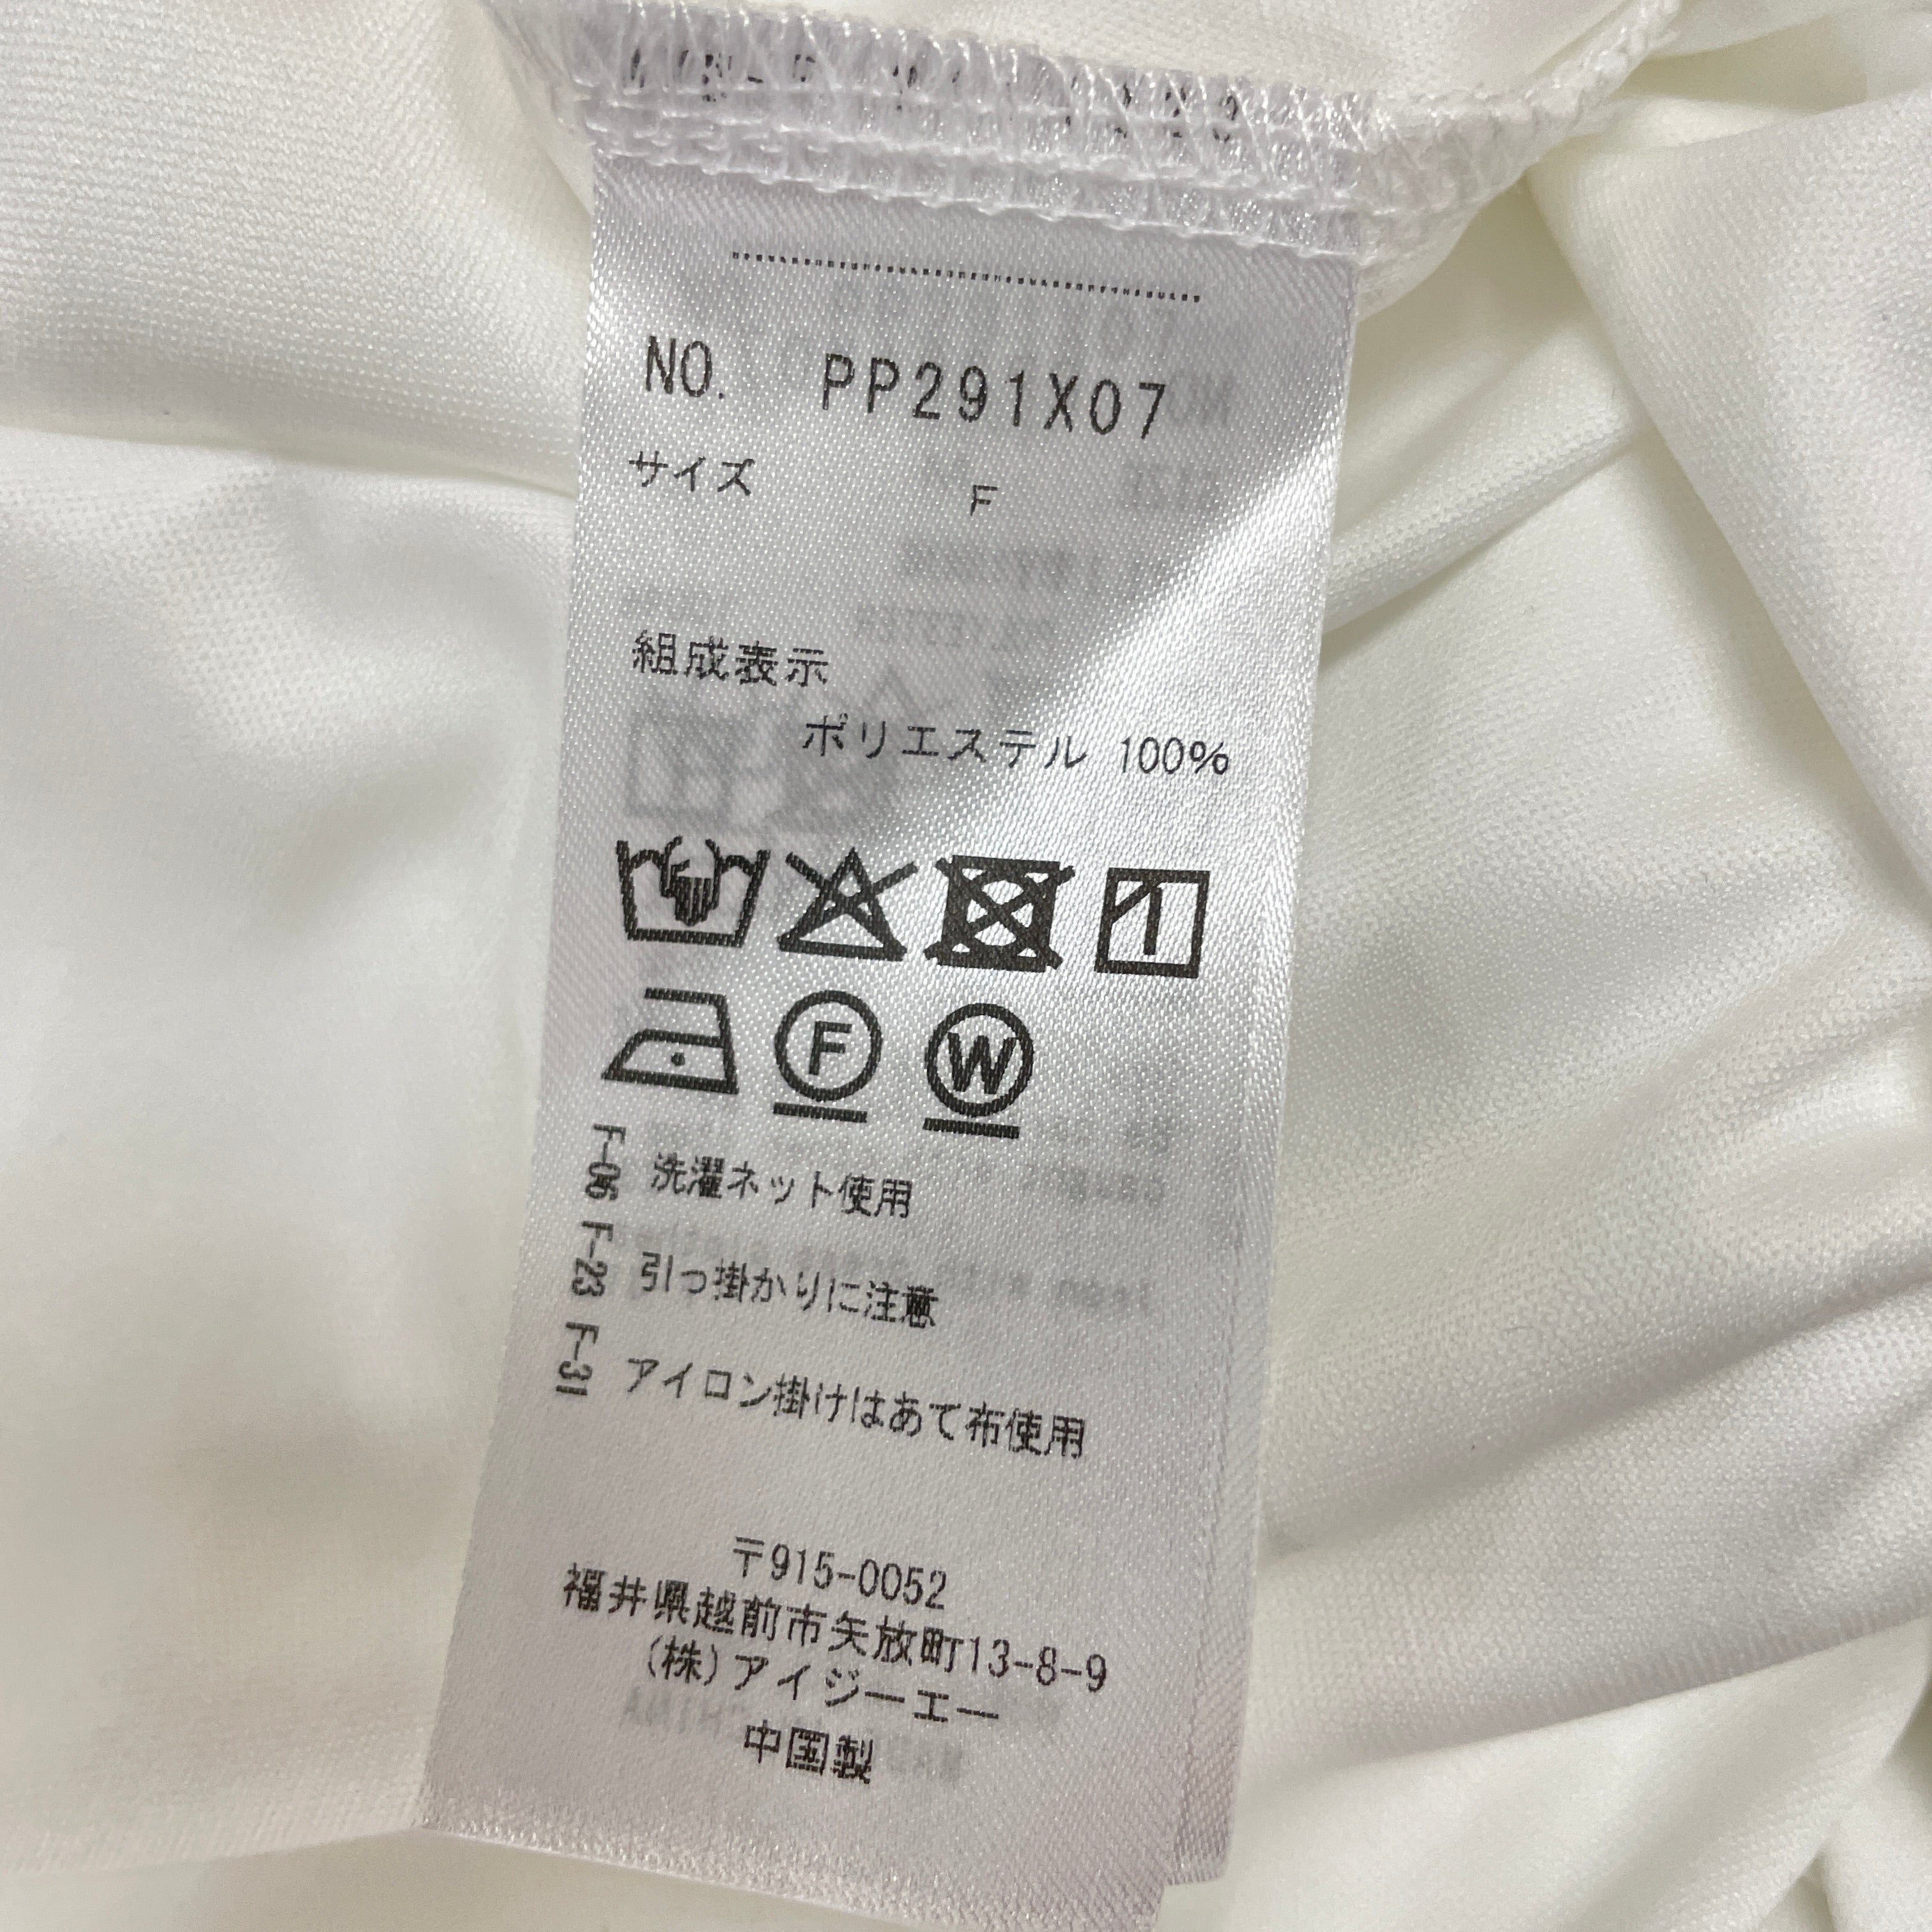 NO. PP291X07
サイズ F
組成表示
ポリエステル 100%
F
W
F-06 洗濯ネット使用
F-23 引っ掛かりに注意
F-31 アイロン掛けはあて布使用
〒915-0052
福井県越前市矢放町13-8-9
(株)アイジーエー
中国製